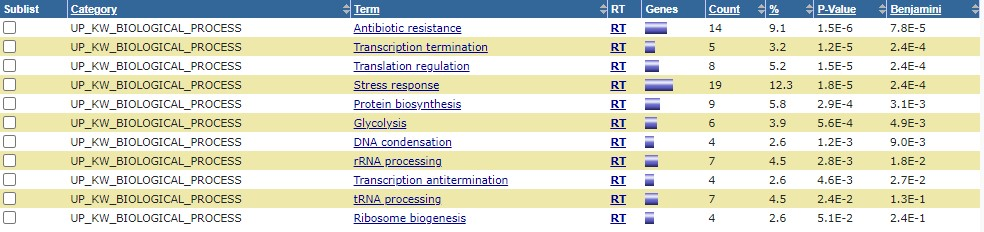 Sublist Category Term RT Genes Count % P-Value Benjamini
UP_KW_BIOLOGICAL_PROCESS Antibiotic resistance RT 14 9.1 1.5E-6 7.8E-5
UP_KW_BIOLOGICAL_PROCESS Transcription termination RT 5 3.2 1.2E-5 2.4E-4
UP_KW_BIOLOGICAL_PROCESS Translation regulation RT 8 5.2 1.5E-5 2.4E-4
UP_KW_BIOLOGICAL_PROCESS Stress response RT 19 12.3 1.8E-5 2.4E-4
UP_KW_BIOLOGICAL_PROCESS Protein biosynthesis RT 9 5.8 2.9E-4 3.1E-3
UP_KW_BIOLOGICAL_PROCESS Glycolysis RT 6 3.9 5.6E-4 4.9E-3
UP_KW_BIOLOGICAL_PROCESS DNA condensation RT 4 2.6 1.2E-3 9.0E-3
UP_KW_BIOLOGICAL_PROCESS rRNA processing RT 7 4.5 2.8E-3 1.8E-2
UP_KW_BIOLOGICAL_PROCESS Transcription antitermination RT 4 2.6 4.6E-3 2.7E-2
UP_KW_BIOLOGICAL_PROCESS tRNA processing RT 7 4.5 2.4E-2 1.3E-1
UP_KW_BIOLOGICAL_PROCESS Ribosome biogenesis RT 4 2.6 5.1E-2 2.4E-1